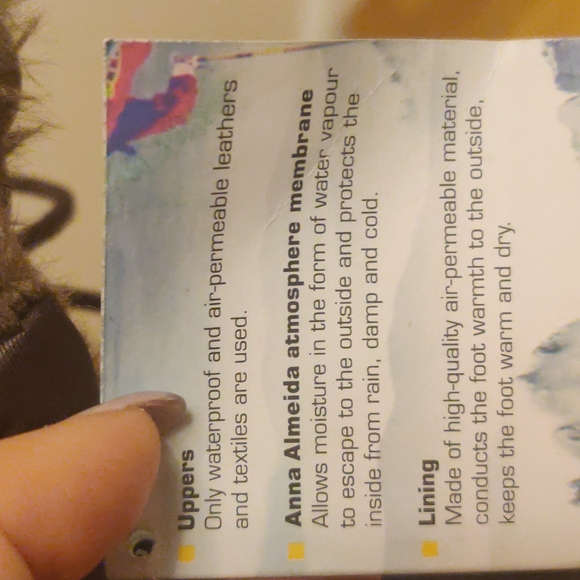 Uppers
Only waterproof and air-permeable leathers
and textiles are used.
Anna Almeida atmosphere membrane
Allows moisture in the form of water vapour
to escape to the outside and protects the
inside from rain, damp and cold.
Lining
Made of high-quality air-permeable material,
conducts the foot warmth to the outside,
keeps the foot warm and dry.